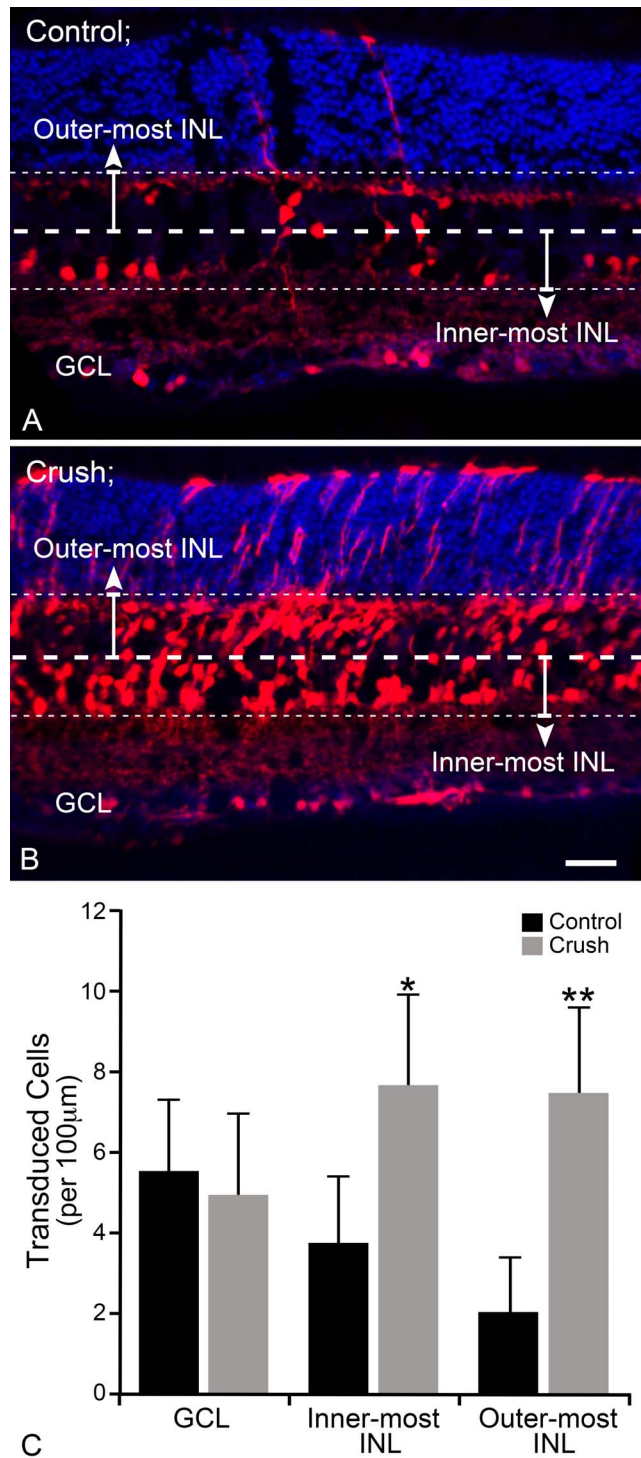 Control;
Outer-most INL
Inner-most INL
GCL
A
Crush;
Outer-most INL
Inner-most INL
GCL
B
12
10
8
6
4
2
0
Transduced Cells
(per 100μm)
Control
Crush
*
**
GCL
Inner-most
INL
Outer-most
INL
C